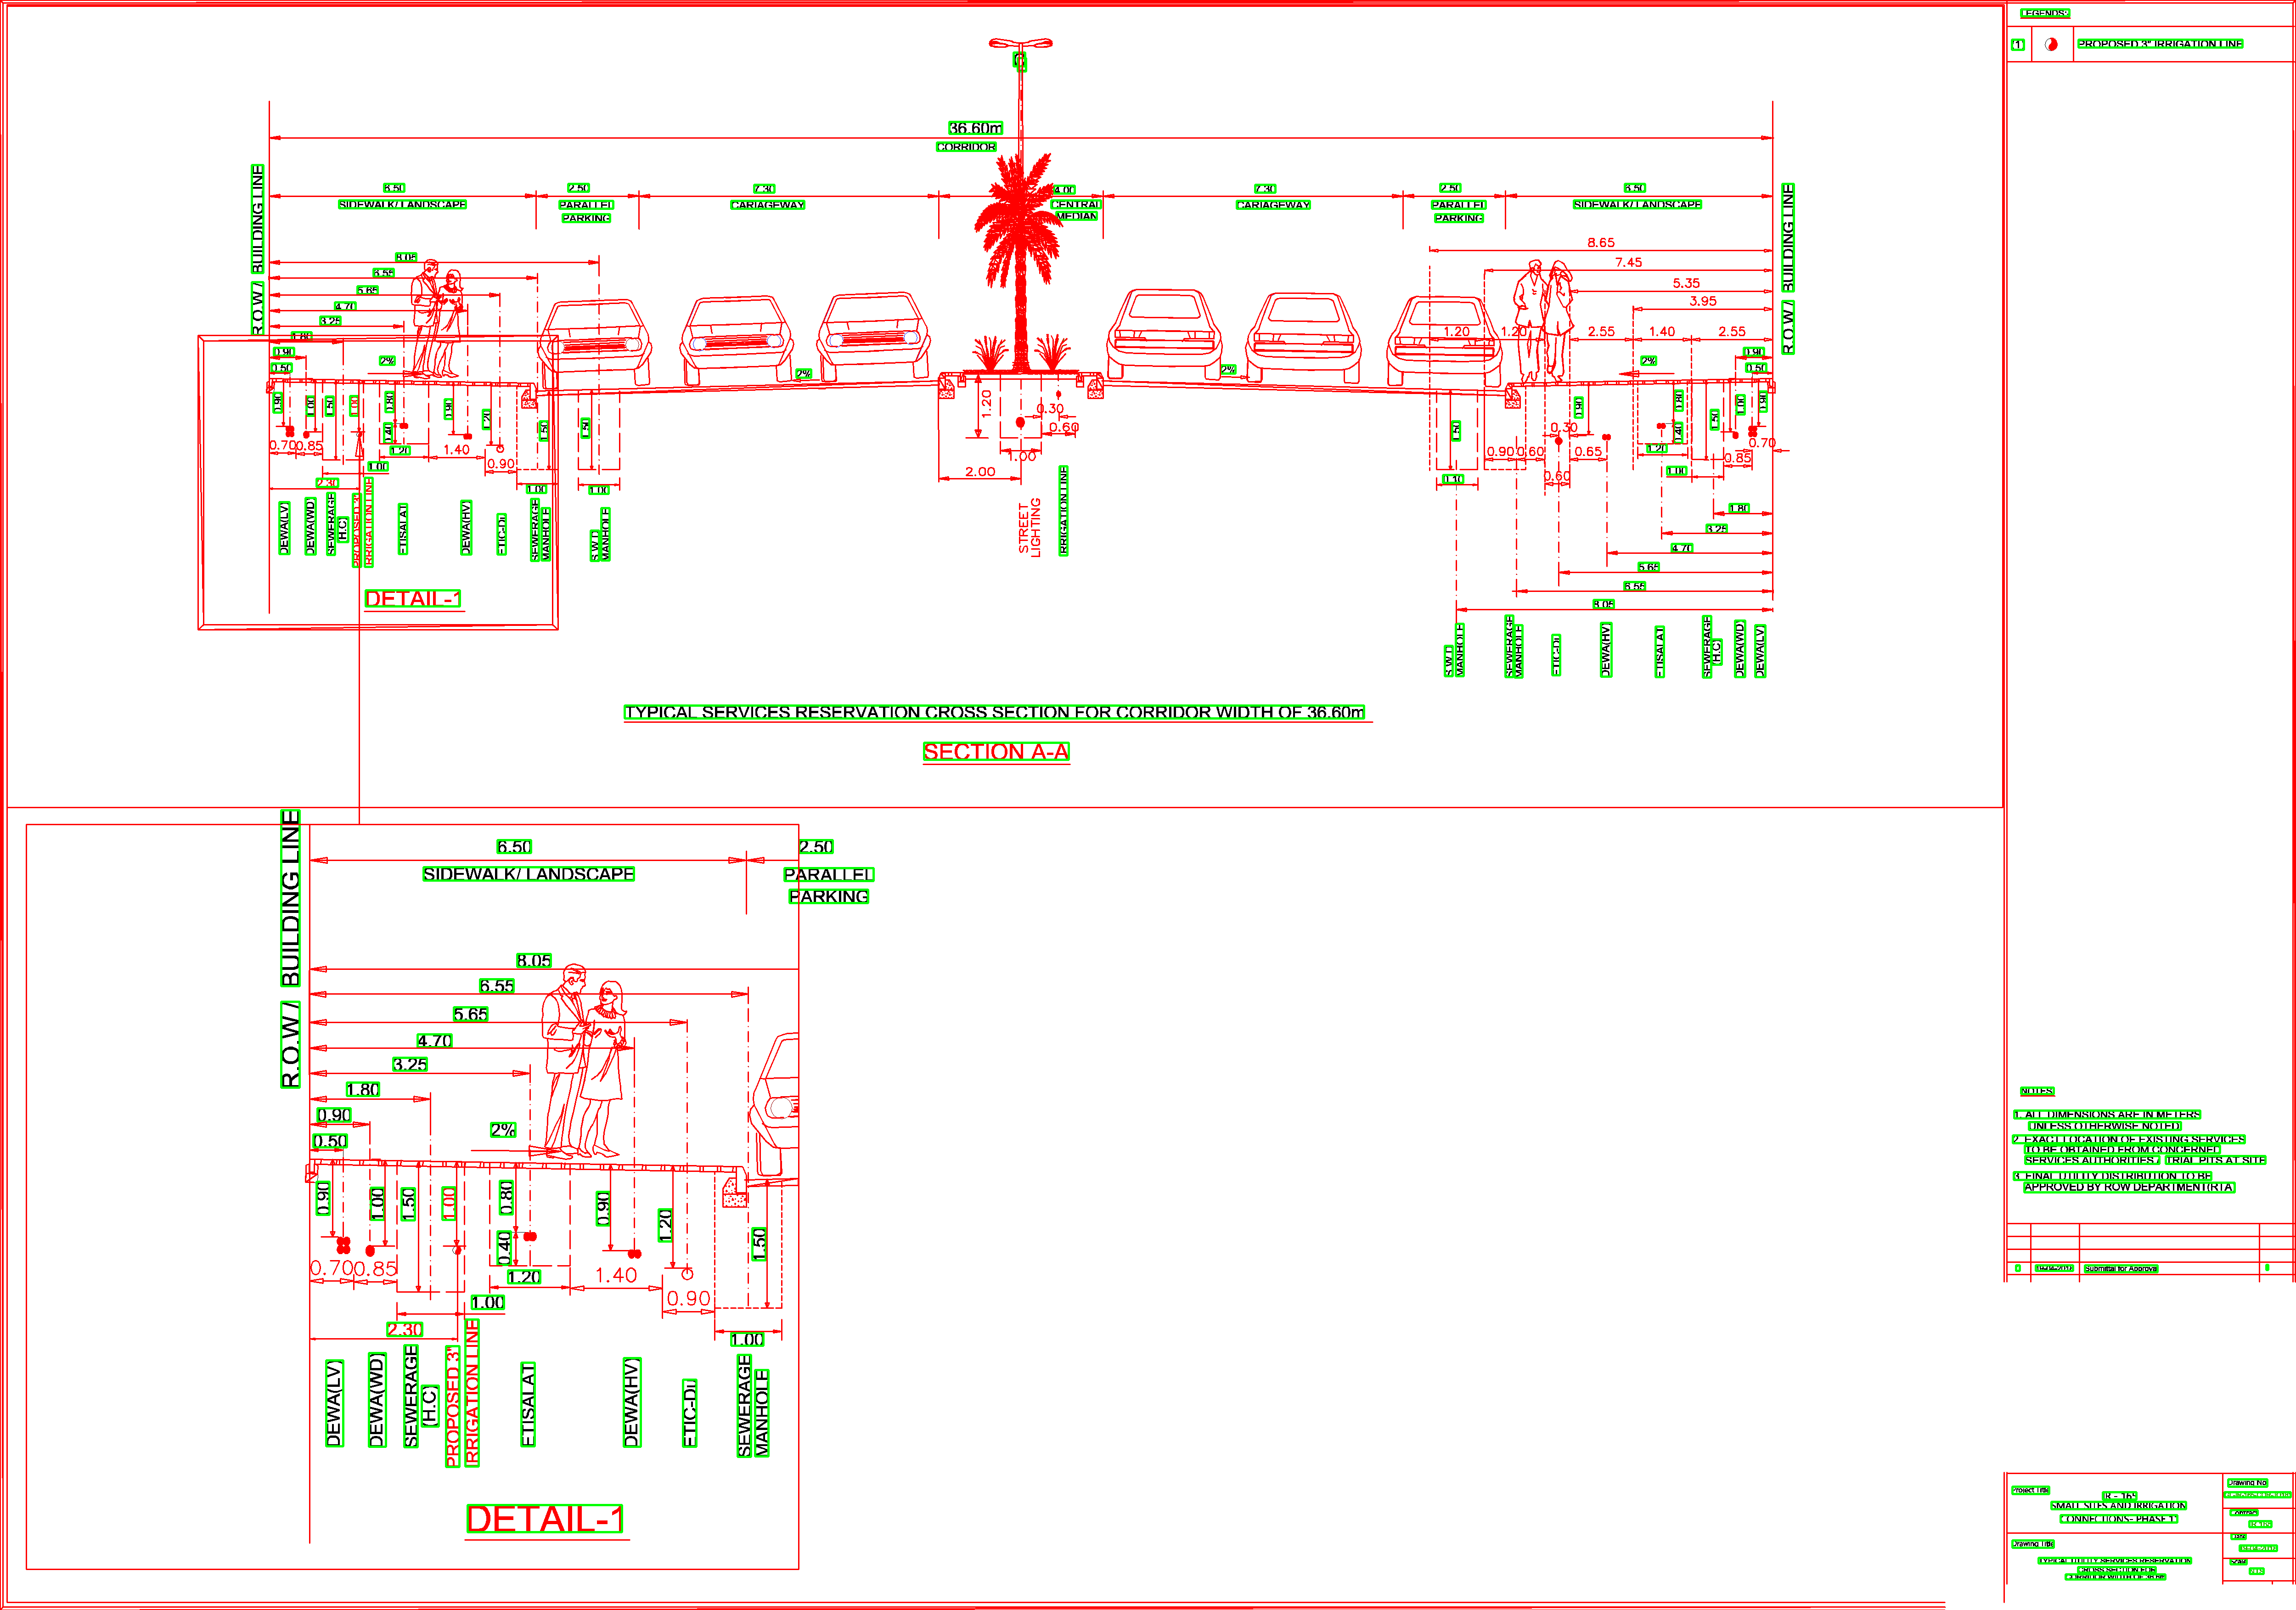 LEGENDS:
1 PROPOSED 3" IRRIGATION LINE
36.60m
CORRIDOR
6.50 2.50 7.30 4.00 7.30 2.50 6.50
SIDEWALK/ LANDSCAPE PARALLEL CARIAGEWAY CENTRAL CARIAGEWAY PARALLEL SIDEWALK/ LANDSCAPE
PARKING MEDIAN PARKING
R.O.W / BUILDING LINE
R.O.W / BUILDING LINE
8.65
8.05 7.45
6.55
5.65 5.35
4.70 3.95
3.25
1.80 1.20 1.20 2.55 1.40 2.55
0.90 0.90
2% 2% 2% 2%
0.50 0.50
0.90 1.00 1.50 1.00 0.80 0.90 1.20 1.20 0.90 0.80 1.00 0.90
0.40 1.50 1.50 0.30 0.60 1.50 0.30 0.40 1.50
0.70 0.85 1.20 1.40 1.00 0.90 0.60 0.65 1.20 0.70
0.90 0.85
1.00 2.00 0.60 1.00
2.30 1.00 1.00 0.10
1.80
3.25
4.70
5.65
6.55
8.05
DEWA(LV)
DEWA(WD)
SEWERAGE
(H.C)
PROPOSED 3"
IRRIGATION LINE
ETISALAT
DEWA(HV)
ETIC-Du
SEWERAGE
MANHOLE
S.W.D
MANHOLE
STREET
LIGHTING
IRRIGATION LINE
S.W.D
MANHOLE
SEWERAGE
MANHOLE
ETIC-Du
DEWA(HV)
ETISALAT
SEWERAGE
(H.C)
DEWA(WD)
DEWA(LV)
DETAIL-1
TYPICAL SERVICES RESERVATION CROSS SECTION FOR CORRIDOR WIDTH OF 36.60m
SECTION A-A
R.O.W / BUILDING LINE
6.50 2.50
SIDEWALK/ LANDSCAPE PARALLEL
PARKING
8.05
6.55
5.65
4.70
3.25
1.80
0.90
2%
0.50
0.90 1.00 1.50 1.00 0.80 0.90 1.20
0.40 1.50
0.70 0.85 1.20 1.40
0.90
1.00
2.30 1.00
DEWA(LV)
DEWA(WD)
SEWERAGE
(H.C)
PROPOSED 3"
IRRIGATION LINE
ETISALAT
DEWA(HV)
ETIC-Du
SEWERAGE
MANHOLE
DETAIL-1
NOTES
1. ALL DIMENSIONS ARE IN METERS
UNLESS OTHERWISE NOTED
2. EXACT LOCATION OF EXISTING SERVICES
TO BE OBTAINED FROM CONCERNED
SERVICES AUTHORITIES / TRIAL PITS AT SITE
3. FINAL UTILITY DISTRIBUTION TO BE
APPROVED BY ROW DEPARTMENT(RTA
0 Submittal for Approval
Project Title
SMALL SITES AND IRRIGATION
CONNECTIONS- PHASE 1
Drawing Title
TYPICAL UTILITY SERVICES RESERVATION
CROSS SECTION FOR
CORRIDOR WIDTH OF 36.60
Drawing No
Contract
Date
Scale